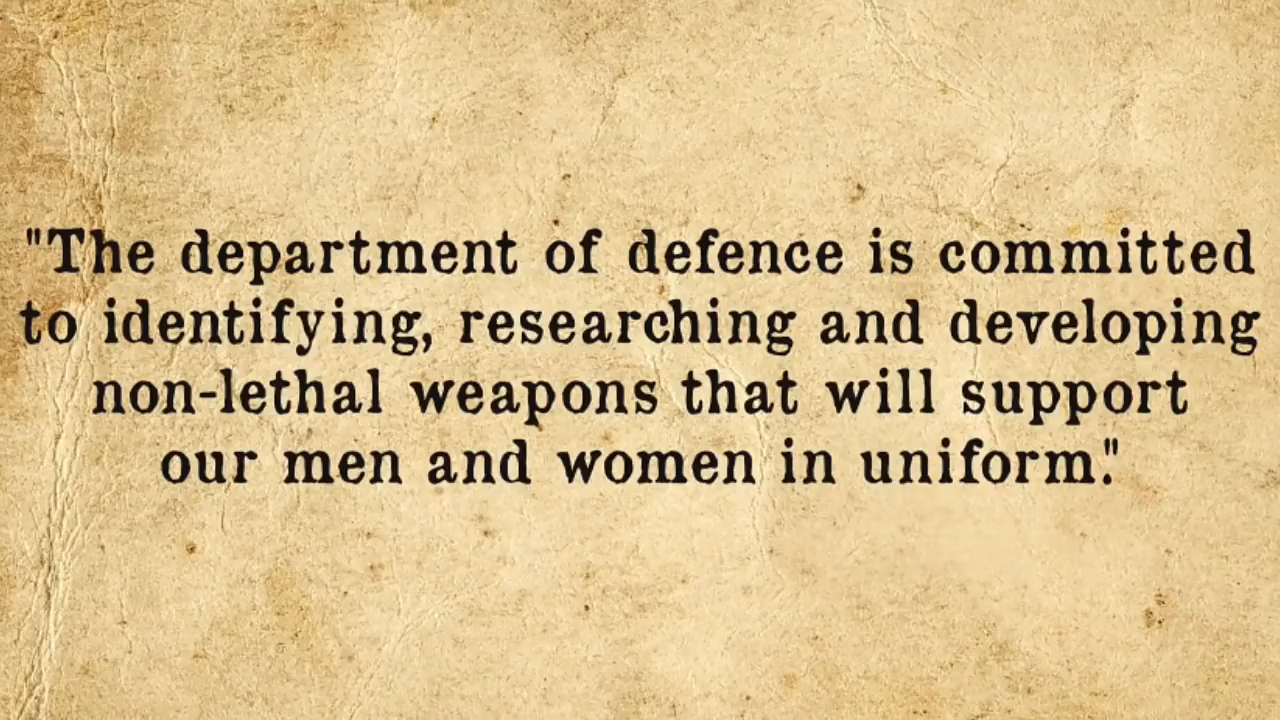 "The department of defence is committed
to identifying, researching and developing
non-lethal weapons that will support
our men and women in uniform."